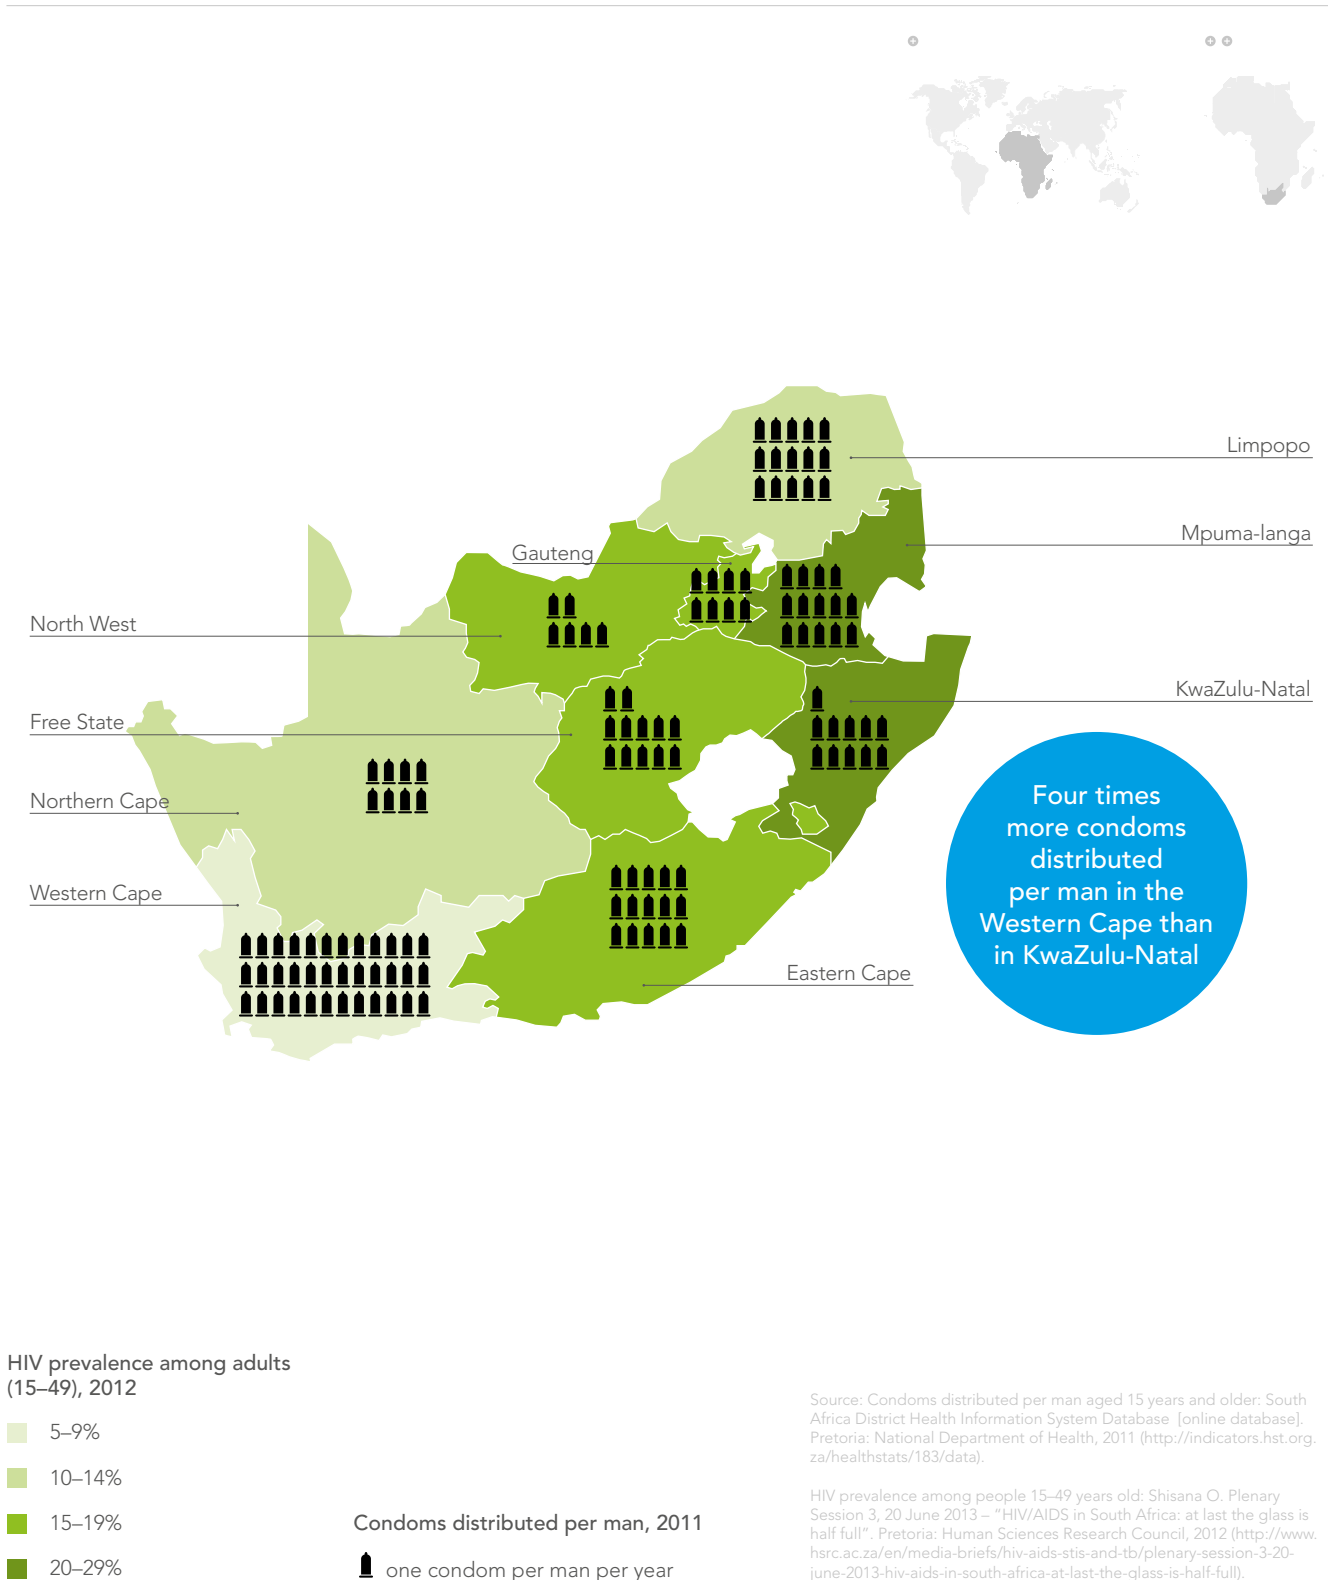 Limpopo
Mpuma-langa
Gauteng
North West
KwaZulu-Natal
Free State
Northern Cape
Western Cape
Eastern Cape
Four times
more condoms
distributed
per man in the
Western Cape than
in KwaZulu-Natal
HIV prevalence among adults
(15–49), 2012
5–9%
10–14%
15–19%
20–29%
Condoms distributed per man, 2011
one condom per man per year
Source: Condoms distributed per man aged 15 years and older: South
Africa District Health Information System Database [online database].
Pretoria: National Department of Health, 2011 (http://indicators.hst.org.
za/healthstats/183/data).
HIV prevalence among people 15–49 years old: Shisana O. Plenary
Session 3, 20 June 2013 – “HIV/AIDS in South Africa: at last the glass is
half full”. Pretoria: Human Sciences Research Council, 2012 (http://www.
hsrc.ac.za/en/media-briefs/hiv-aids-stis-and-tb/plenary-session-3-20-
june-2013-hiv-aids-in-south-africa-at-last-the-glass-is-half-full).